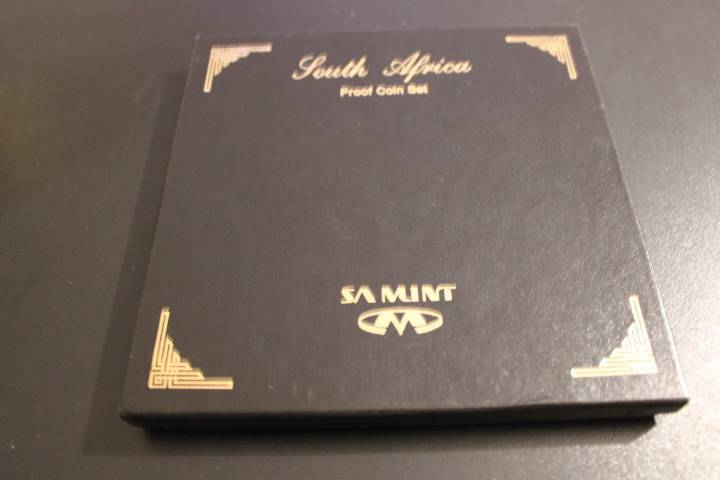 South Africa
Proof Coin Set
SA MINT